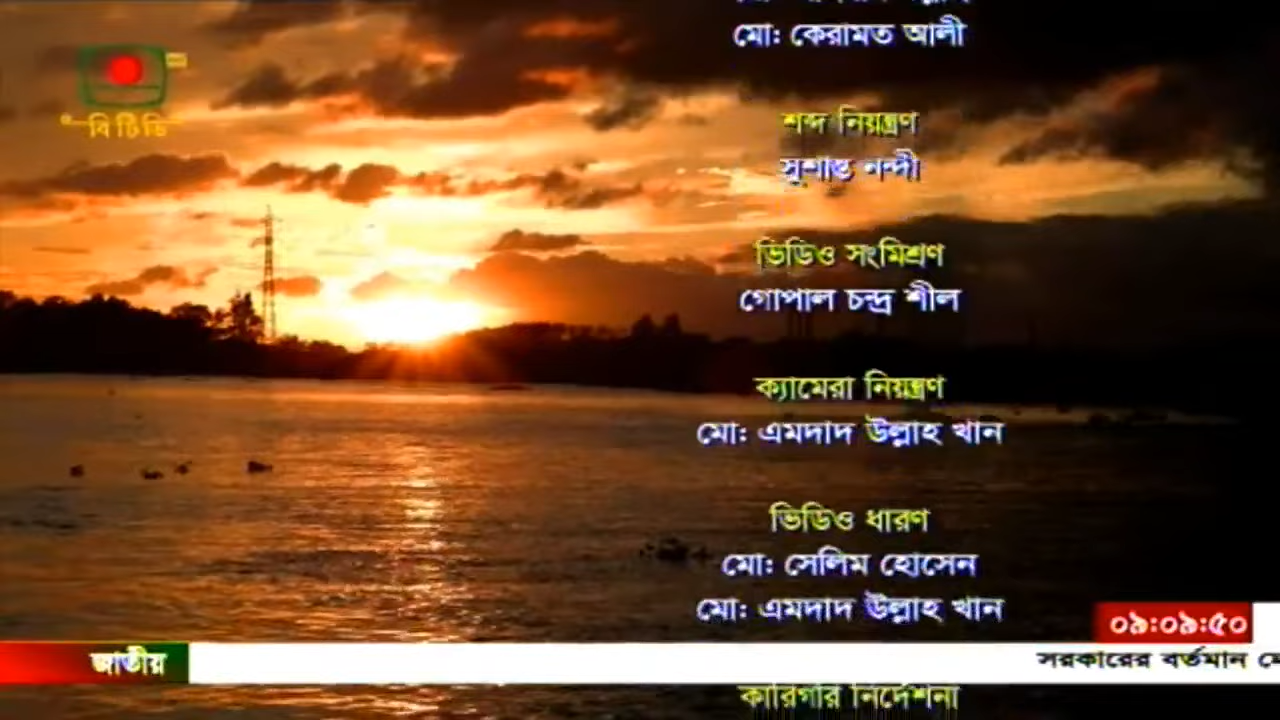 মো: কেরামত আলী
বিটিভি
শব্দ নিয়ন্ত্রণ
সুশান্ত নন্দী
ভিডিও সংমিশ্রণ
গোপাল চন্দ্র শীল
ক্যামেরা নিয়ন্ত্রণ
মো: এমদাদ উল্লাহ খান
ভিডিও ধারণ
মো: সেলিম হোসেন
মো: এমদাদ উল্লাহ খান
০৯:০৯:৫০
জাতীয়
সরকারের বর্তমান
কারিগরি নির্দেশনা